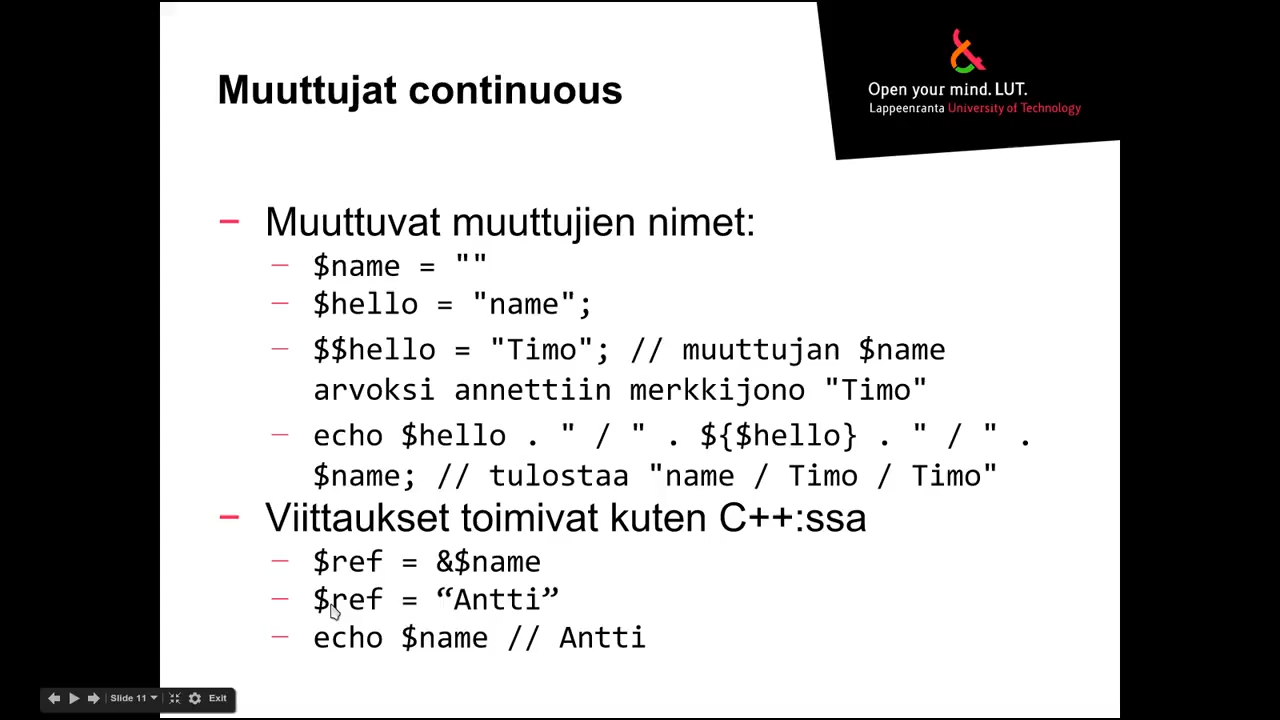 Muuttujat continuous
Open your mind. LUT.
Lappeenranta University of Technology
– Muuttuvat muuttujien nimet:
– $name = ""
– $hello = "name";
– $$hello = "Timo"; // muuttujan $name
arvoksi annettiin merkkijono "Timo"
– echo $hello . " / " . ${$hello} . " / " .
$name; // tulostaa "name / Timo / Timo"
– Viittaukset toimivat kuten C++:ssa
– $ref = &$name
– $ref = “Antti”
– echo $name // Antti
Slide 11
Exit